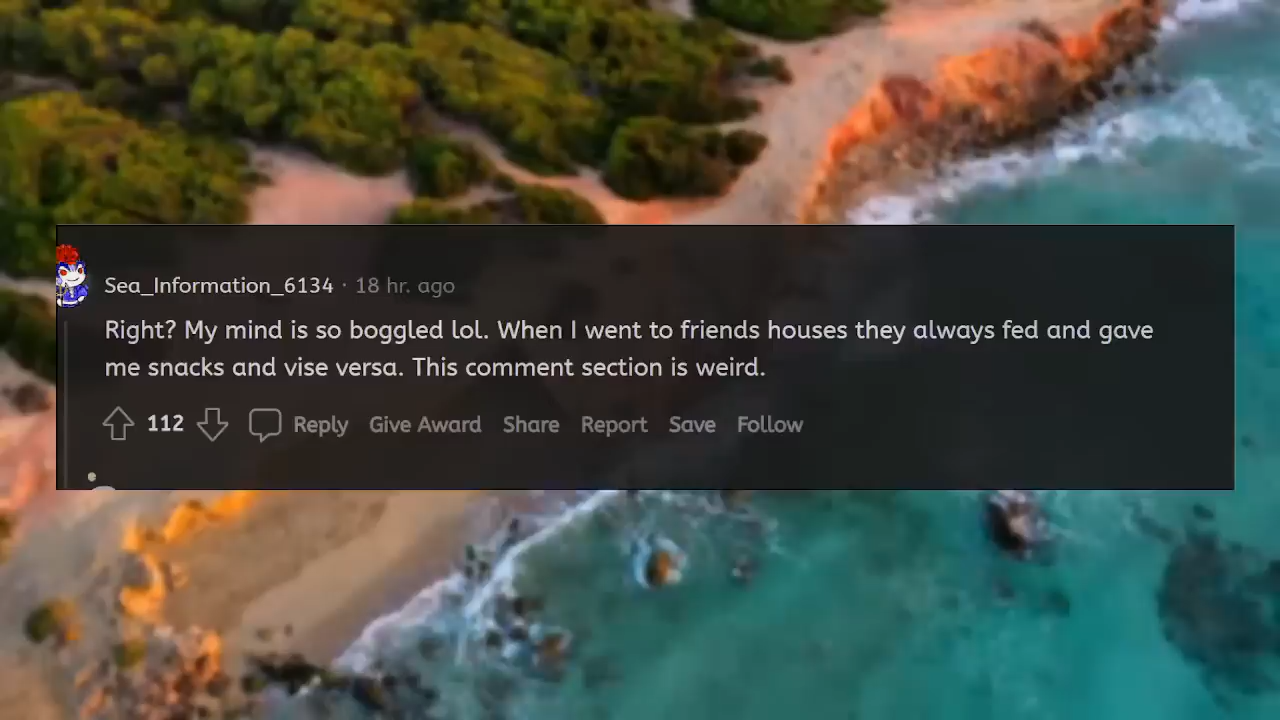 Sea_Information_6134 · 18 hr. ago
Right? My mind is so boggled lol. When I went to friends houses they always fed and gave
me snacks and vise versa. This comment section is weird.
112 Reply Give Award Share Report Save Follow